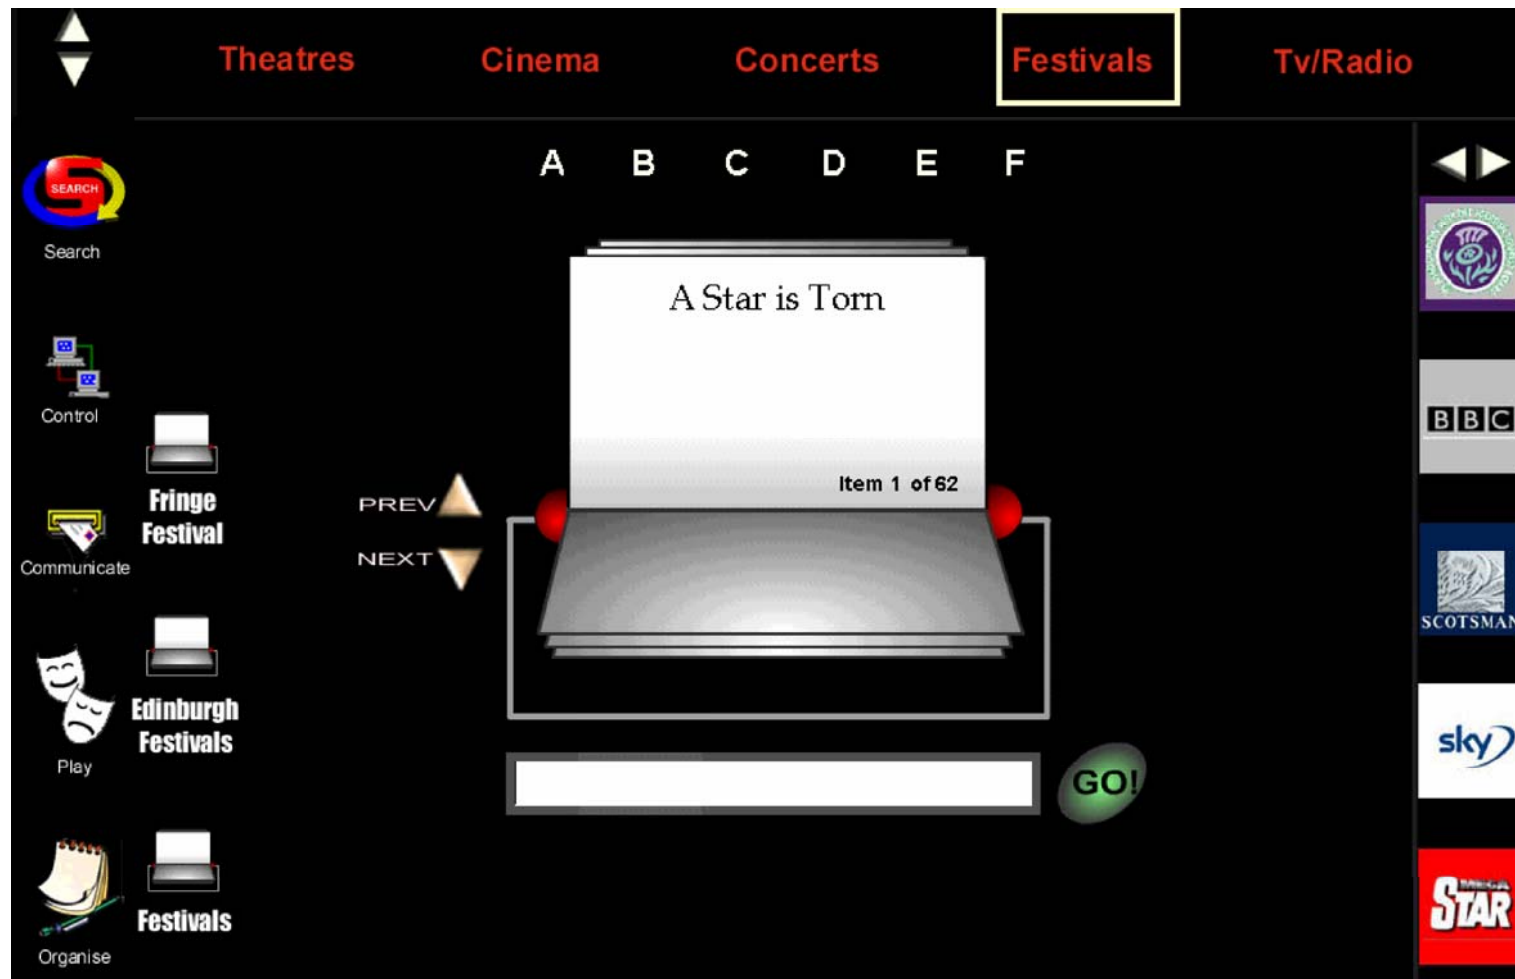 Theatres Cinema Concerts Festivals Tv/Radio
A B C D E F
SEARCH
Search
Control
Communicate
Play
Organise
Fringe
Festival
Edinburgh
Festivals
Festivals
A Star is Torn
Item 1 of 62
PREV
NEXT
GO!
BBC
SCOTSMAN
sky
STAR